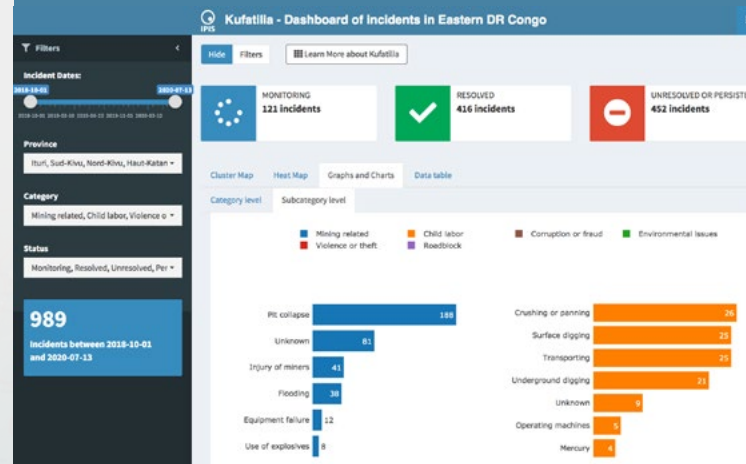 IPIS
Kufatilia - Dashboard of Incidents in Eastern DR Congo
Filters
Hide Filters
Learn More about Kufatilia
Incident Dates:
2018-10-01 2020-07-13
Province
Ituri, Sud-Kivu, Nord-Kivu, Haut-Katan
Category
Mining related, Child labor, Violence o
Status
Monitoring, Resolved, Unresolved, Per
989
Incidents between 2018-10-01
and 2020-07-13
MONITORING
121 incidents
RESOLVED
416 incidents
UNRESOLVED OR PERSISTI
452 incidents
Cluster Map Heat Map Graphs and Charts Data table
Category level Subcategory level
Mining related Child labor Corruption or fraud Environmental issues
Violence or theft Roadblock
Pit collapse 188
Unknown 81
Injury of miners 41
Flooding 38
Equipment failure 12
Use of explosives 8
Crushing or panning 26
Surface digging 25
Transporting 25
Underground digging 21
Unknown 9
Operating machines 5
Mercury 4